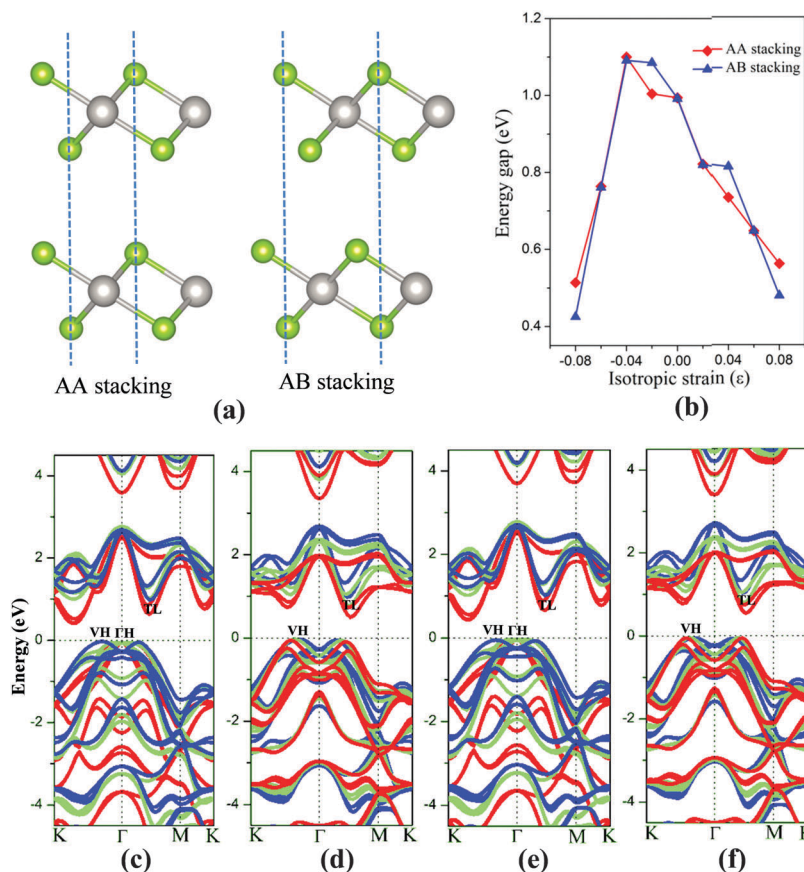 AA stacking
AB stacking
(a)
Energy gap (eV)
1.2
1.0
0.8
0.6
0.4
AA stacking
AB stacking
-0.08
-0.04
0.00
0.04
0.08
Isotropic strain (ε)
(b)
Energy (eV)
4
2
0
-2
-4
VH ΓH
TL
K Γ M K
(c)
4
2
0
-2
-4
VH
TL
K Γ M K
(d)
4
2
0
-2
-4
VH ΓH
TL
K Γ M K
(e)
4
2
0
-2
-4
VH
TL
K Γ M K
(f)